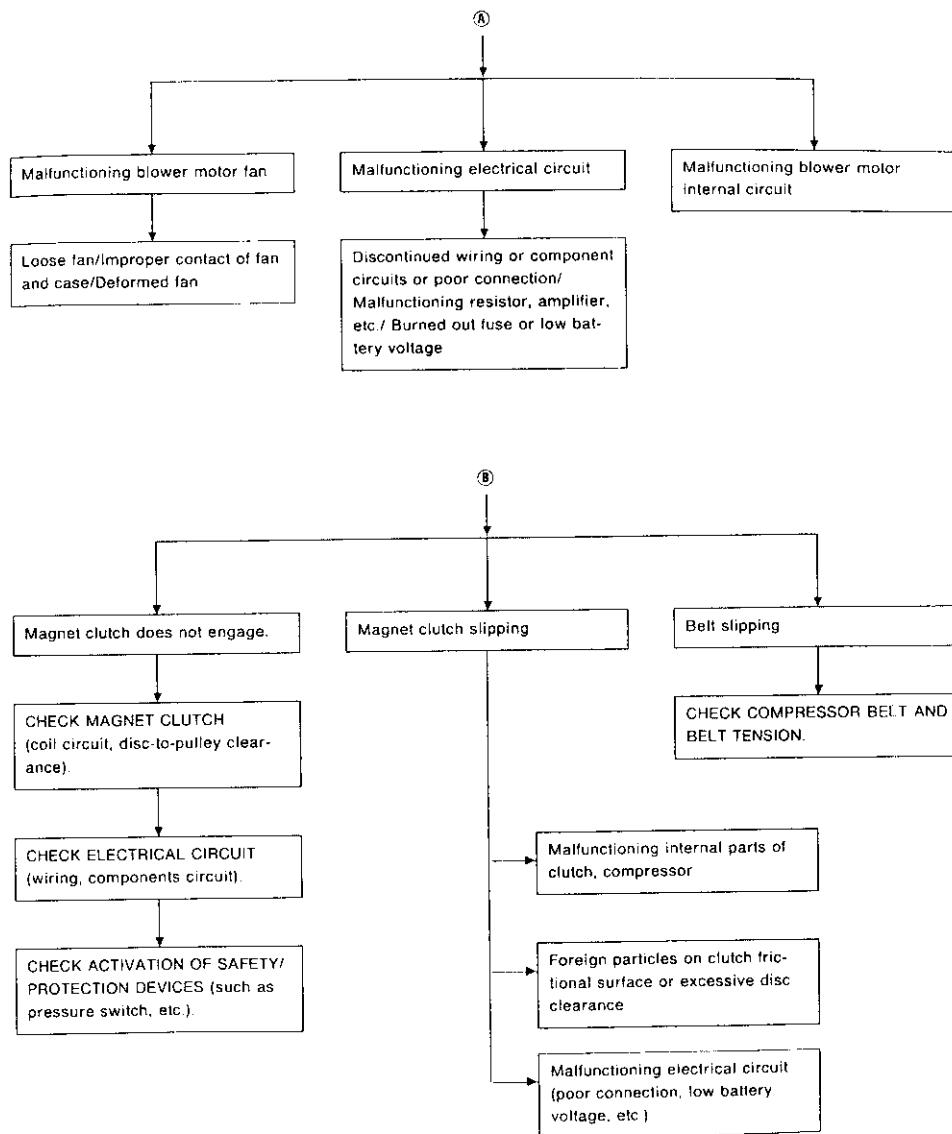 Ⓐ
Malfunctioning blower motor fan
Malfunctioning electrical circuit
Malfunctioning blower motor
internal circuit
Loose fan/Improper contact of fan
and case/Deformed fan
Discontinued wiring or component
circuits or poor connection/
Malfunctioning resistor, amplifier,
etc./ Burned out fuse or low bat-
tery voltage
Ⓑ
Magnet clutch does not engage.
Magnet clutch slipping
Belt slipping
CHECK MAGNET CLUTCH
(coil circuit, disc-to-pulley clear-
ance).
CHECK COMPRESSOR BELT AND
BELT TENSION.
CHECK ELECTRICAL CIRCUIT
(wiring, components circuit).
Malfunctioning internal parts of
clutch, compressor
CHECK ACTIVATION OF SAFETY/
PROTECTION DEVICES (such as
pressure switch, etc.).
Foreign particles on clutch fric-
tional surface or excessive disc
clearance
Malfunctioning electrical circuit
(poor connection, low battery
voltage, etc )